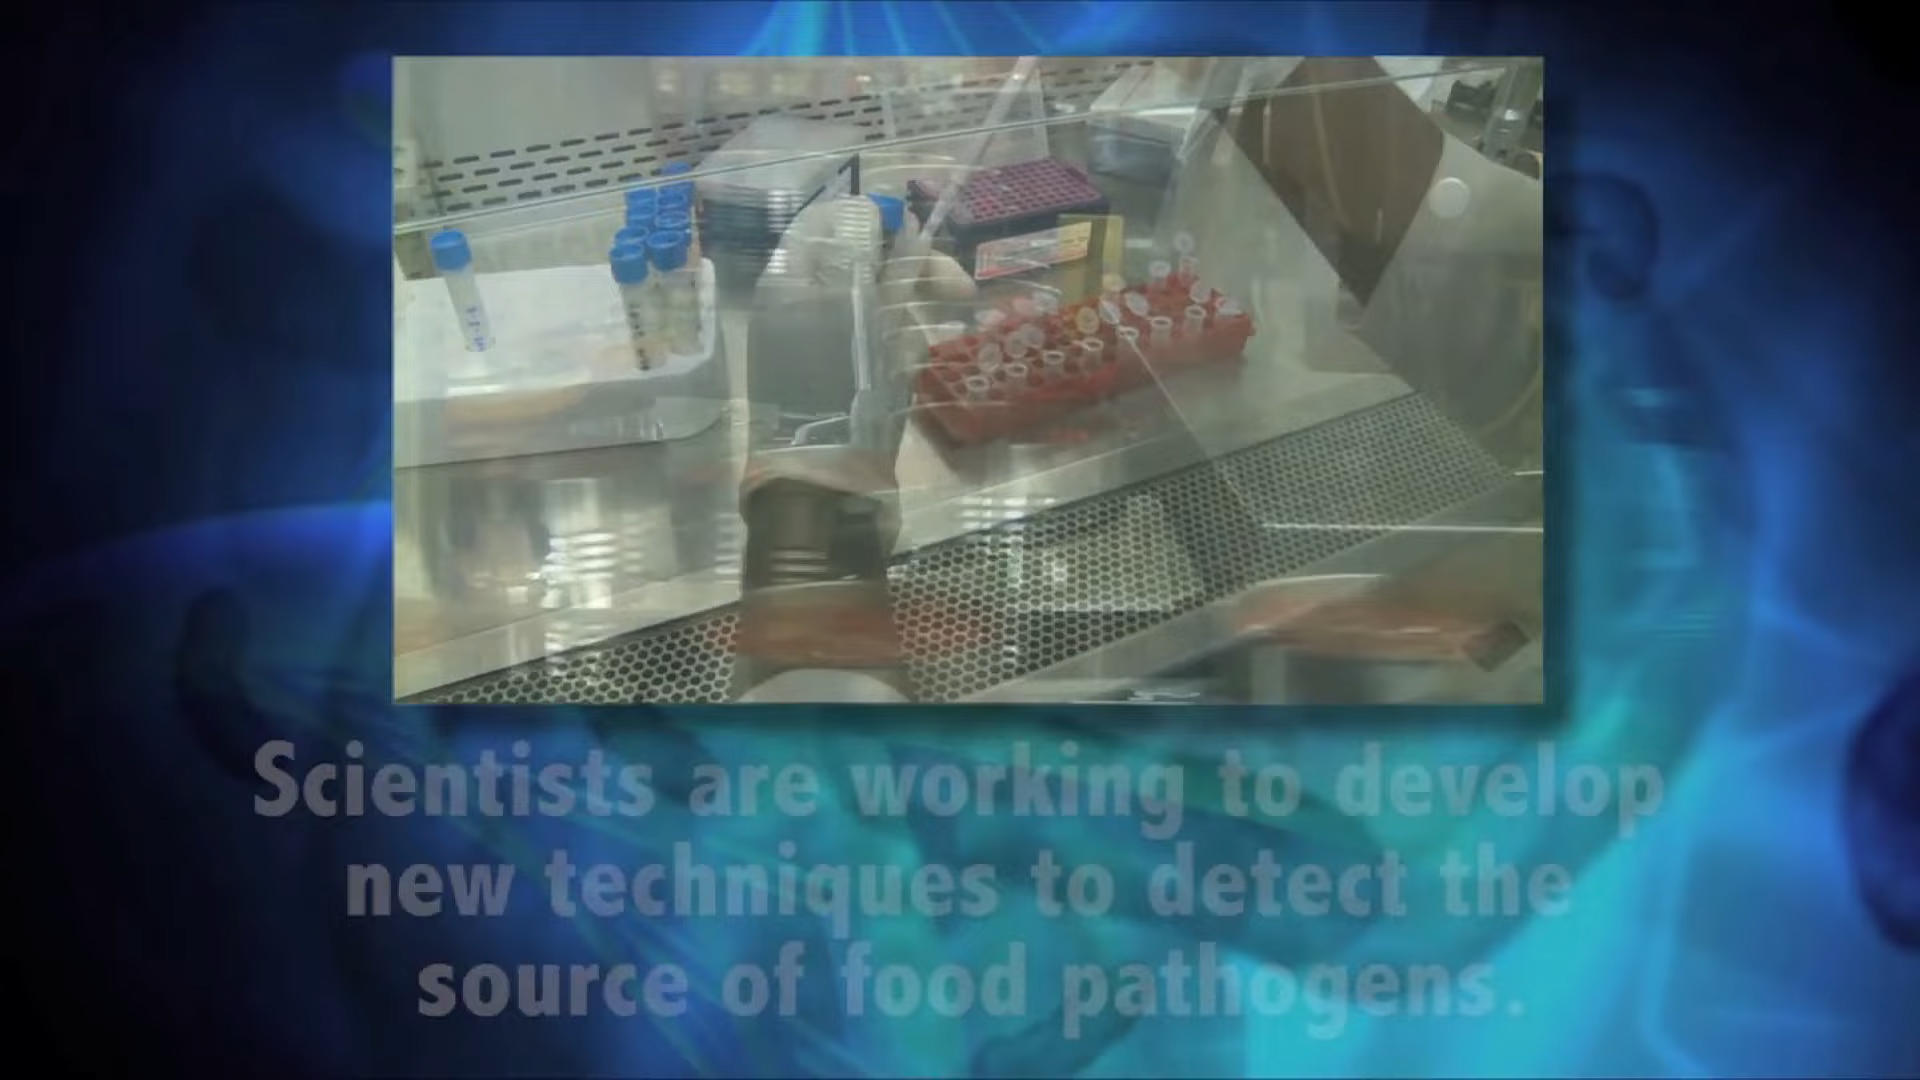 Scientists are working to develop
new techniques to detect the
source of food pathogens.